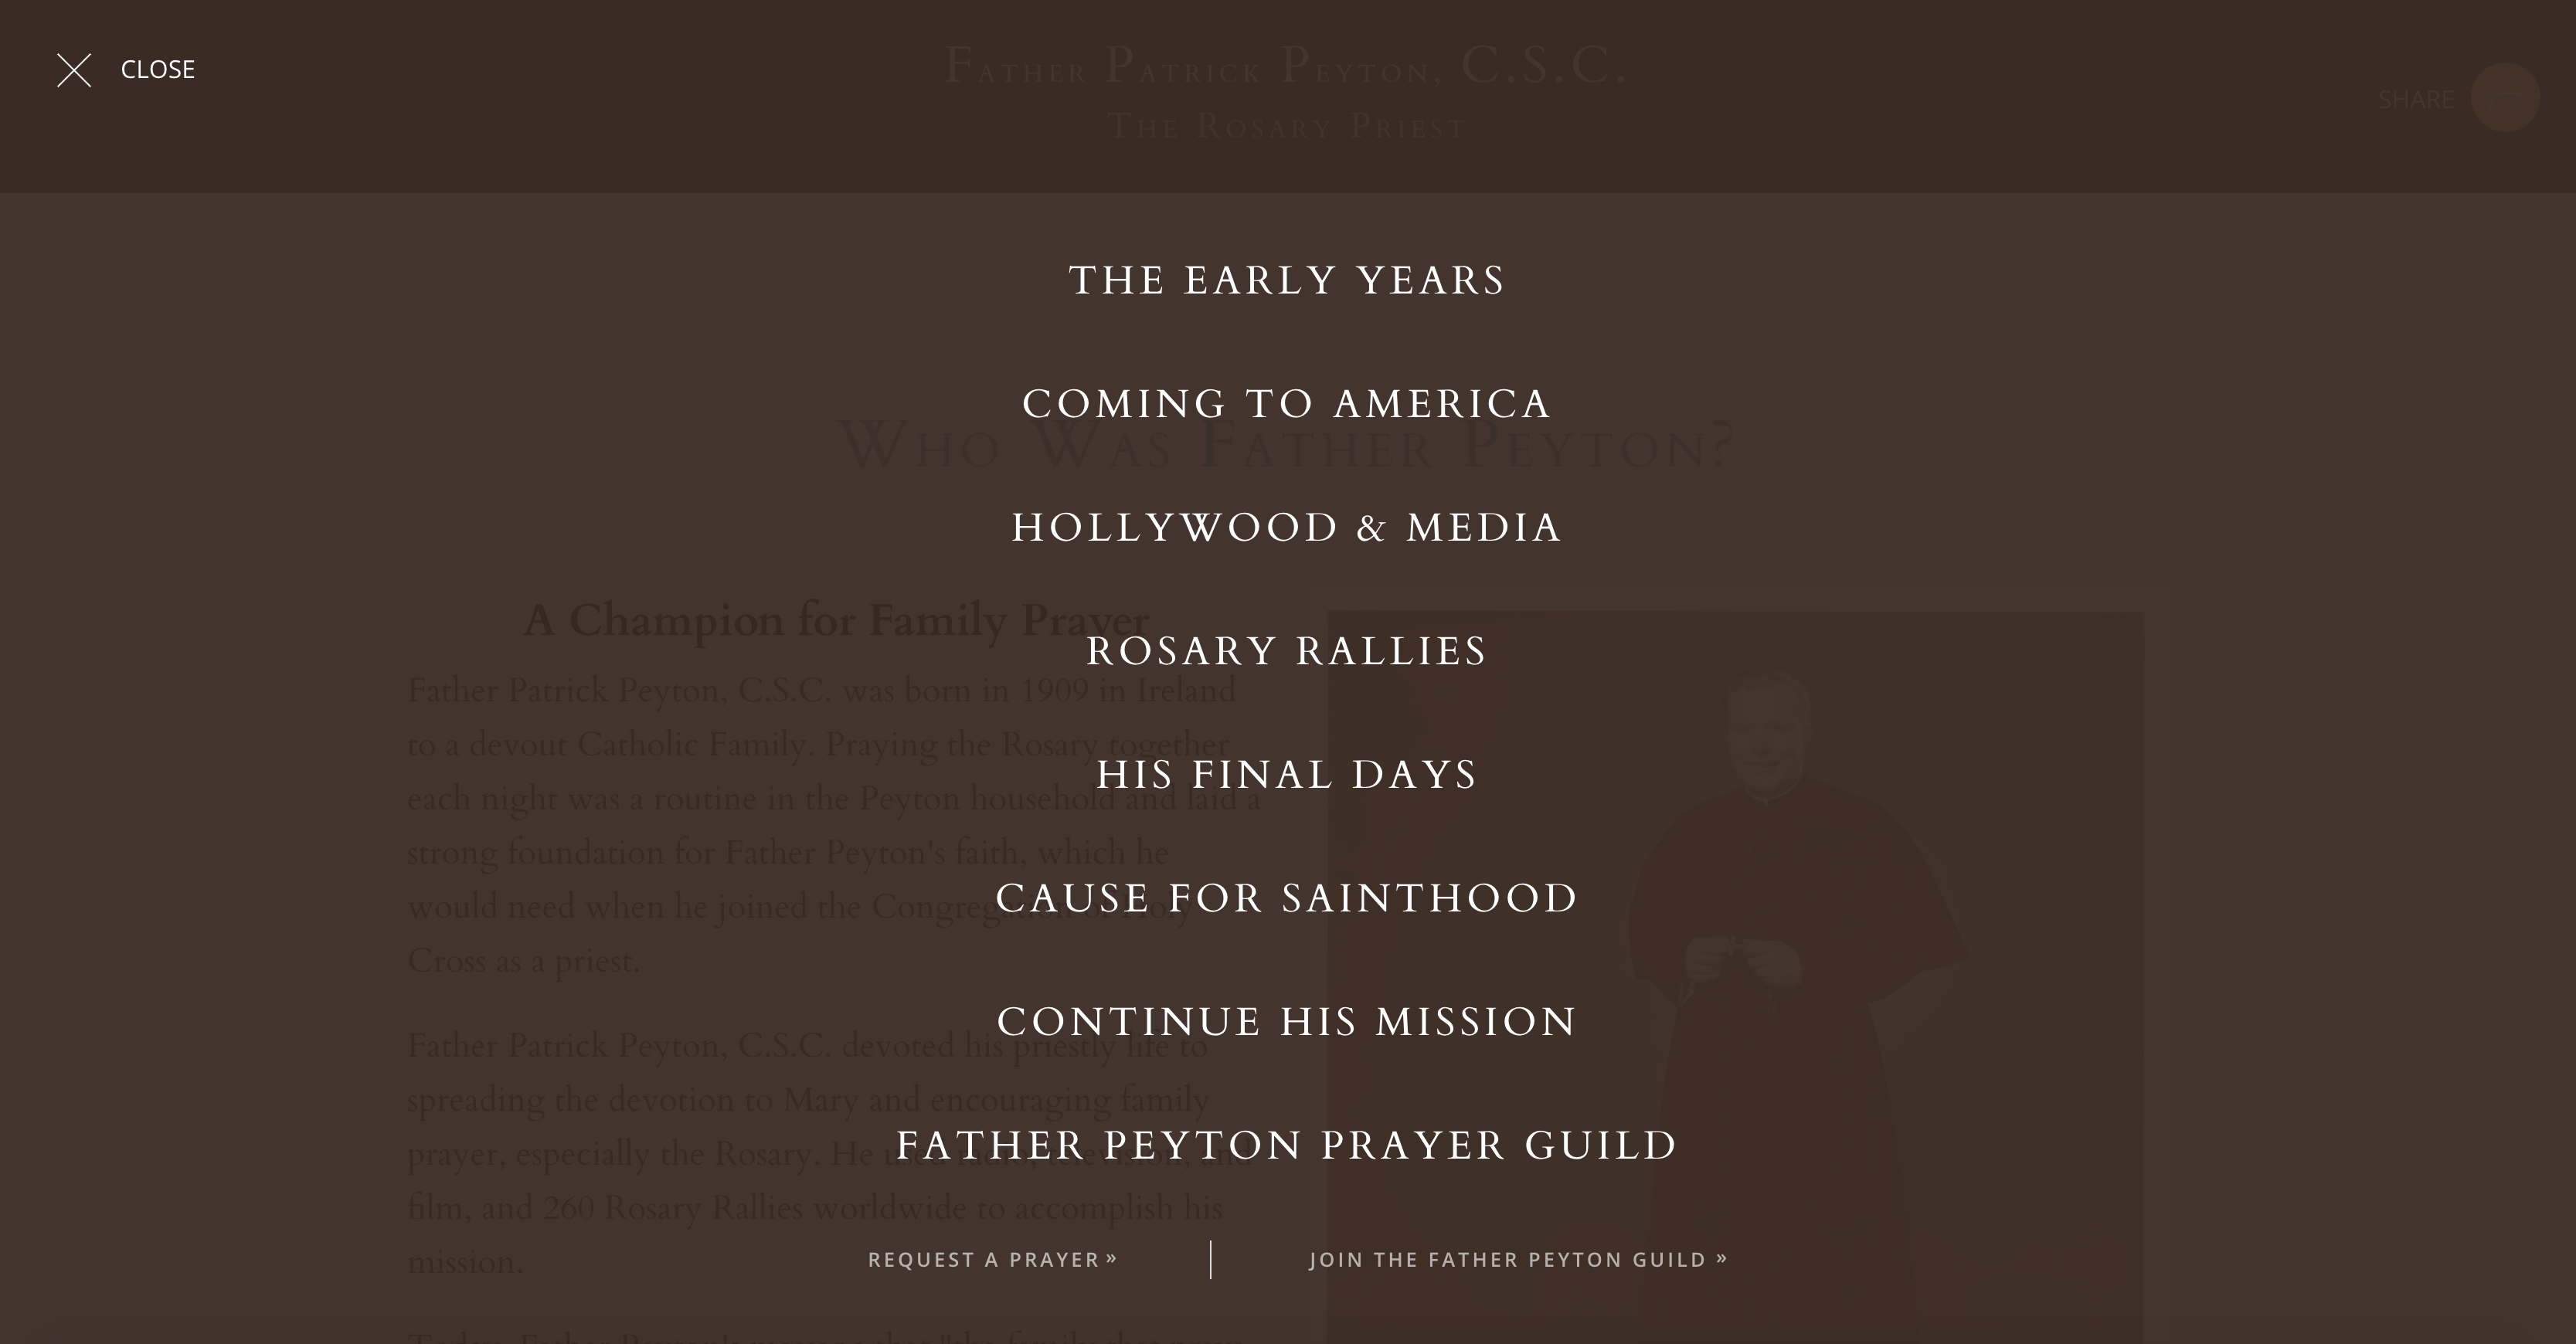 CLOSE
Father Patrick Peyton, C.S.C.
The Rosary Priest
SHARE
THE EARLY YEARS
COMING TO AMERICA
Who Was Father Peyton?
HOLLYWOOD & MEDIA
ROSARY RALLIES
HIS FINAL DAYS
CAUSE FOR SAINTHOOD
CONTINUE HIS MISSION
FATHER PEYTON PRAYER GUILD
REQUEST A PRAYER »
JOIN THE FATHER PEYTON GUILD »
A Champion for Family Prayer
Father Patrick Peyton, C.S.C. was born in 1909 in Ireland
to a devout Catholic Family. Praying the Rosary together
each night was a routine in the Peyton household and laid a
strong foundation for Father Peyton's faith, which he
would need when he joined the Congregation of Holy
Cross as a priest.
Father Patrick Peyton, C.S.C. devoted his priestly life to
spreading the devotion to Mary and encouraging family
prayer, especially the Rosary. He used radio, television, and
film, and 260 Rosary Rallies worldwide to accomplish his
mission.